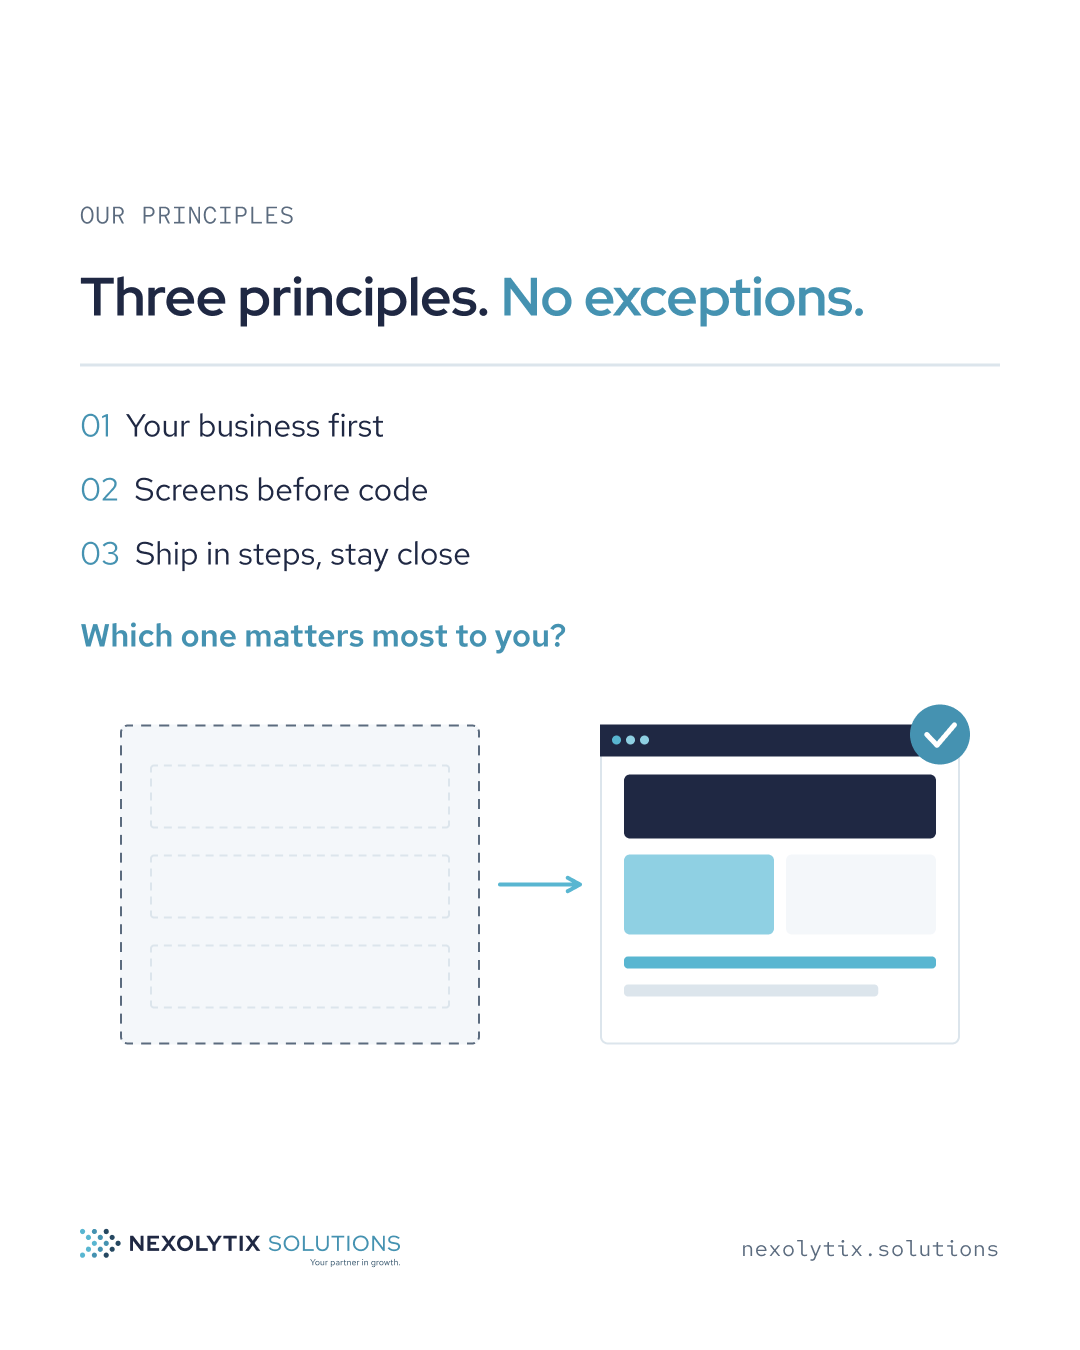 OUR PRINCIPLES
Three principles. No exceptions.
01 Your business first
02 Screens before code
03 Ship in steps, stay close
Which one matters most to you?
NEXOLYTIX SOLUTIONS
Your partner in growth.
nexolytix.solutions